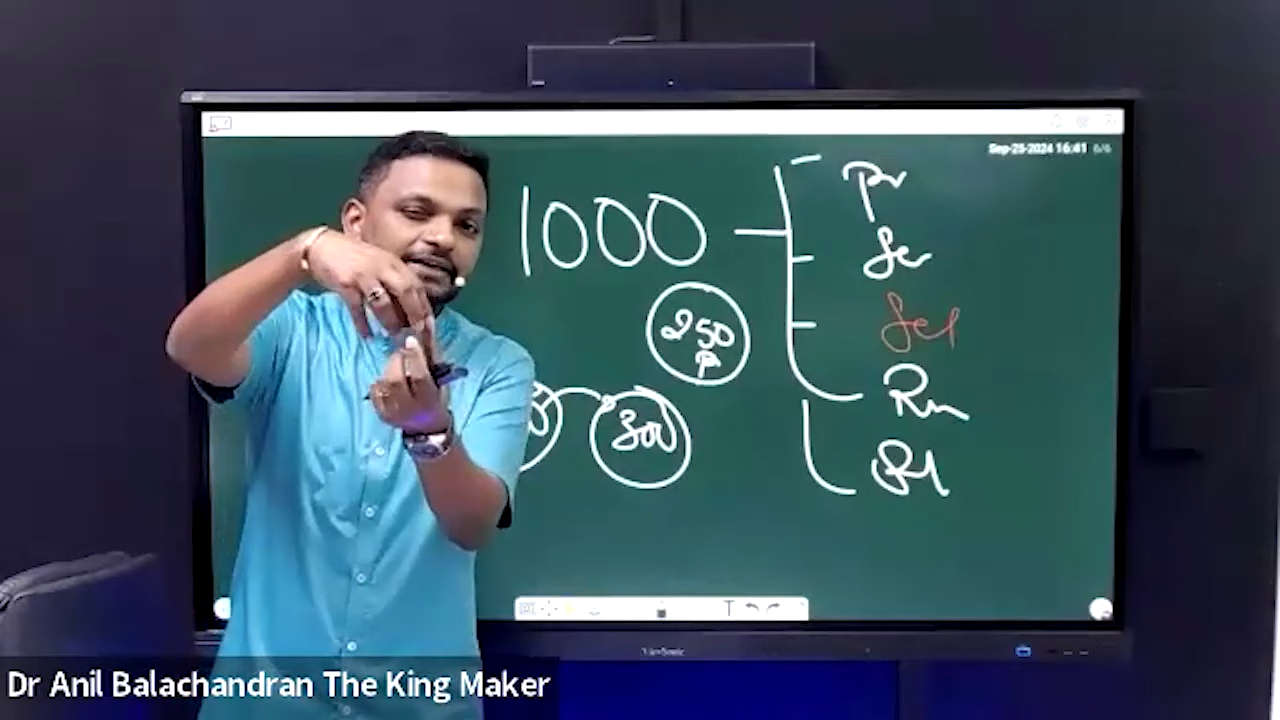 Sep-25-2024 16:41 6/6
1000
Pr
Se
Sel
250
P
Rn
300
Dr Anil Balachandran The King Maker